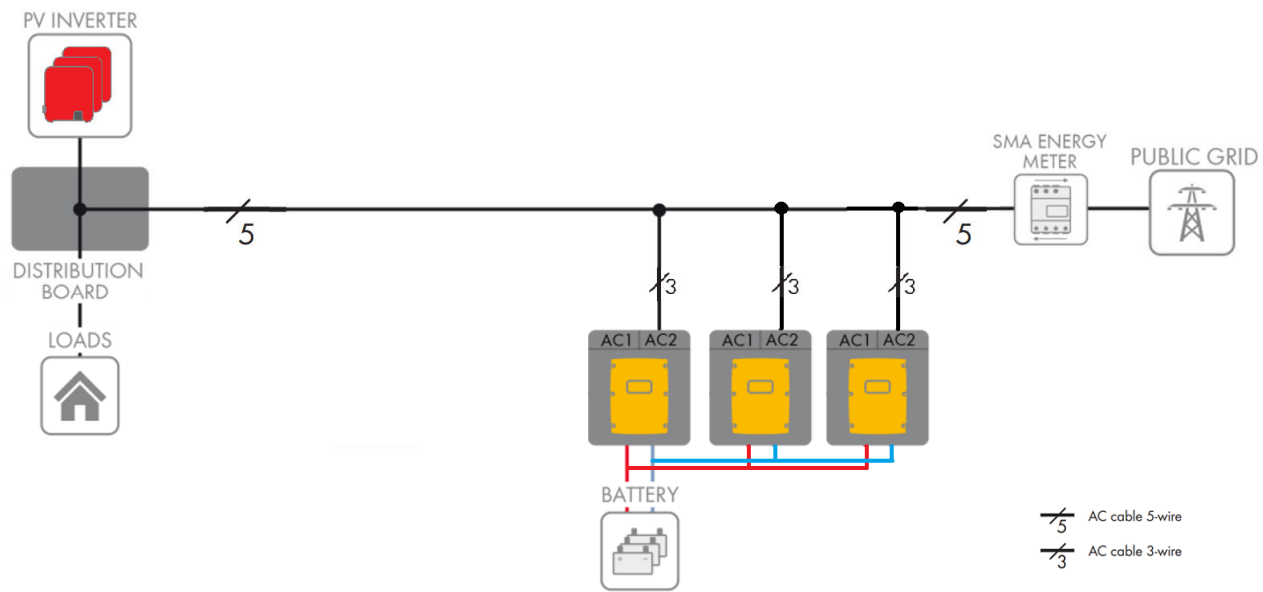 PV INVERTER
SMA ENERGY
METER
PUBLIC GRID
5
5
DISTRIBUTION
BOARD
3
3
3
LOADS
AC1 AC2
AC1 AC2
AC1 AC2
BATTERY
5
AC cable 5-wire
3
AC cable 3-wire